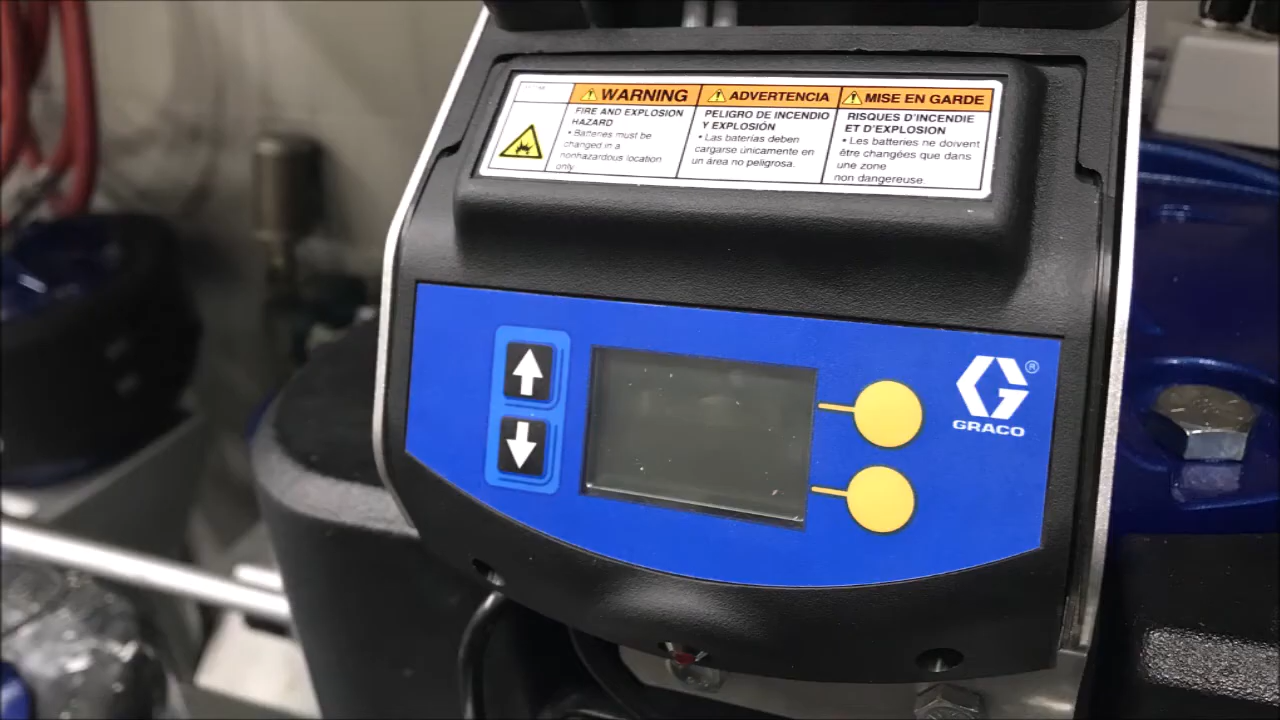 WARNING
FIRE AND EXPLOSION
HAZARD
• Batteries must be
changed in a
nonhazardous location
only.
ADVERTENCIA
PELIGRO DE INCENDIO
Y EXPLOSIÓN
• Las baterías deben
cargarse únicamente en
un área no peligrosa.
MISE EN GARDE
RISQUES D'INCENDIE
ET D'EXPLOSION
• Les batteries ne doivent
être changées que dans
une zone
non dangereuse.
GRACO